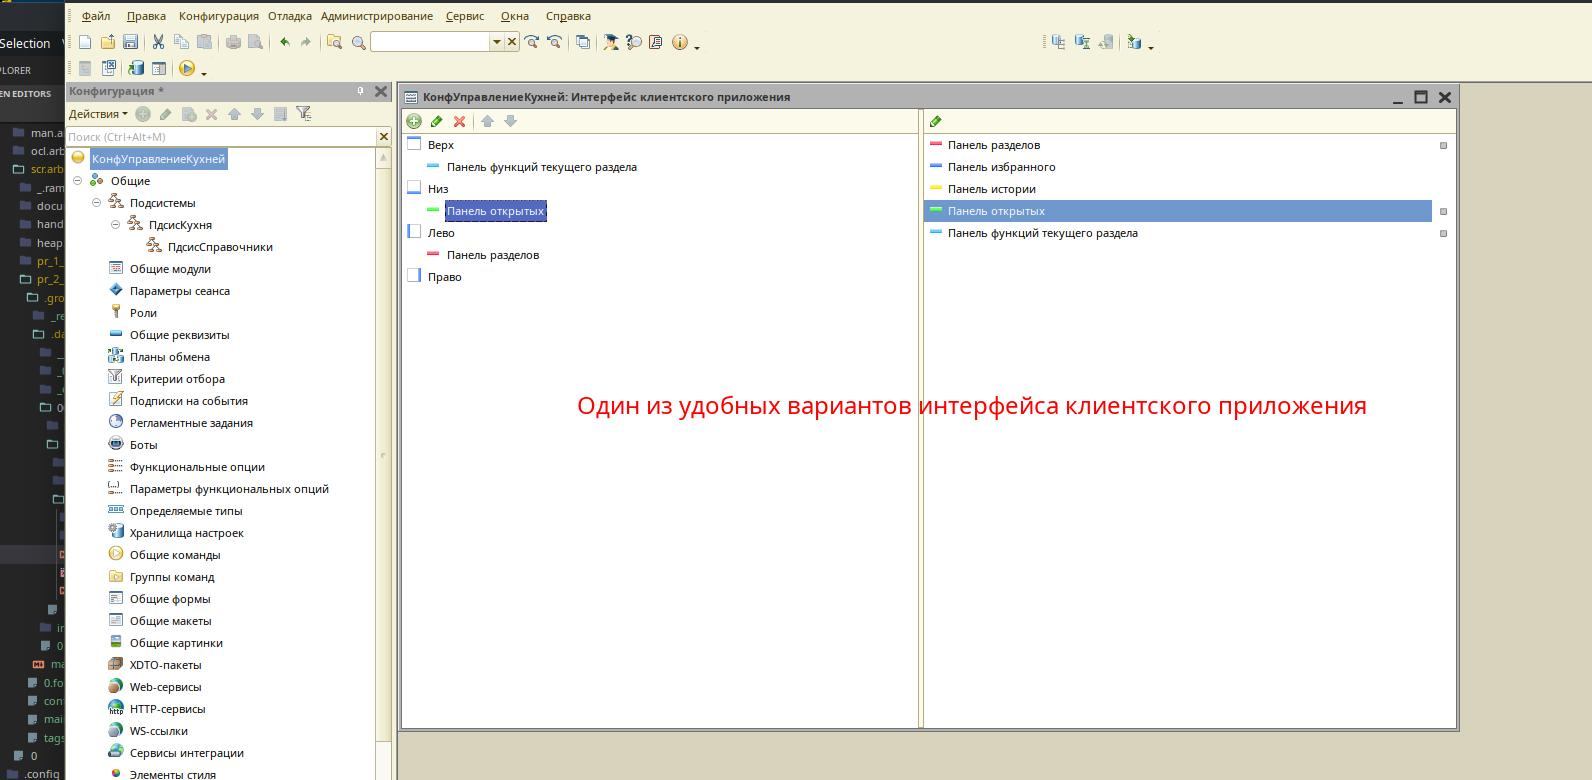 Файл Правка Конфигурация Отладка Администрирование Сервис Окна Справка
Selection
EN EDITORS
man.a
ocl.arb
scr.arb
_.ram
docu
hand
heap
pr_1_
pr_2_
.gro
_re
.da
in
0
ma
0.fo
con
mai
tags
0
.config
Конфигурация *
Действия
Поиск (Ctrl+Alt+M)
КонфУправлениеКухней
Общие
Подсистемы
ПдсисКухня
ПдсисСправочники
Общие модули
Параметры сеанса
Роли
Общие реквизиты
Планы обмена
Критерии отбора
Подписки на события
Регламентные задания
Боты
Функциональные опции
Параметры функциональных опций
Определяемые типы
Хранилища настроек
Общие команды
Группы команд
Общие формы
Общие макеты
Общие картинки
XDTO-пакеты
Web-сервисы
HTTP-сервисы
WS-ссылки
Сервисы интеграции
Элементы стиля
КонфУправлениеКухней: Интерфейс клиентского приложения
Верх
Панель функций текущего раздела
Низ
Панель открытых
Лево
Панель разделов
Право
Панель разделов
Панель избранного
Панель истории
Панель открытых
Панель функций текущего раздела
Один из удобных вариантов интерфейса клиентского приложения